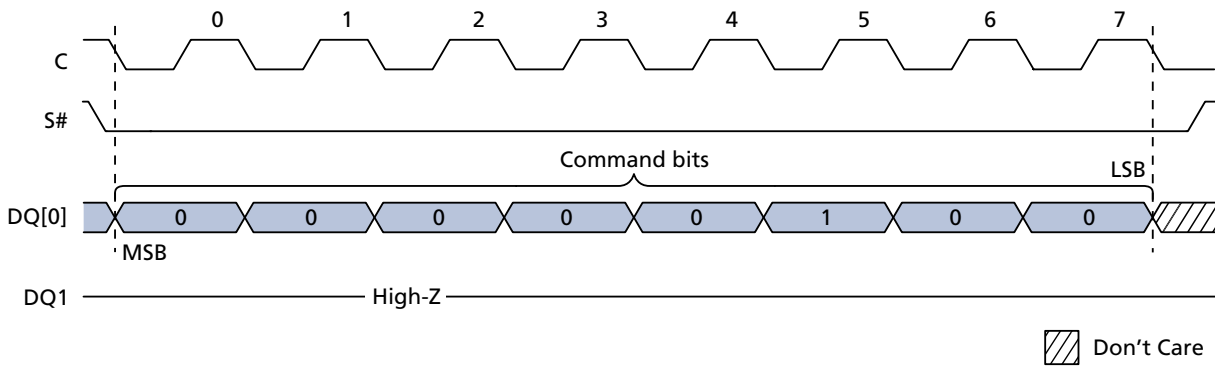 0 1 2 3 4 5 6 7
C
S#
Command bits
LSB
DQ[0] 0 0 0 0 0 1 0 0
MSB
DQ1 High-Z
Don't Care